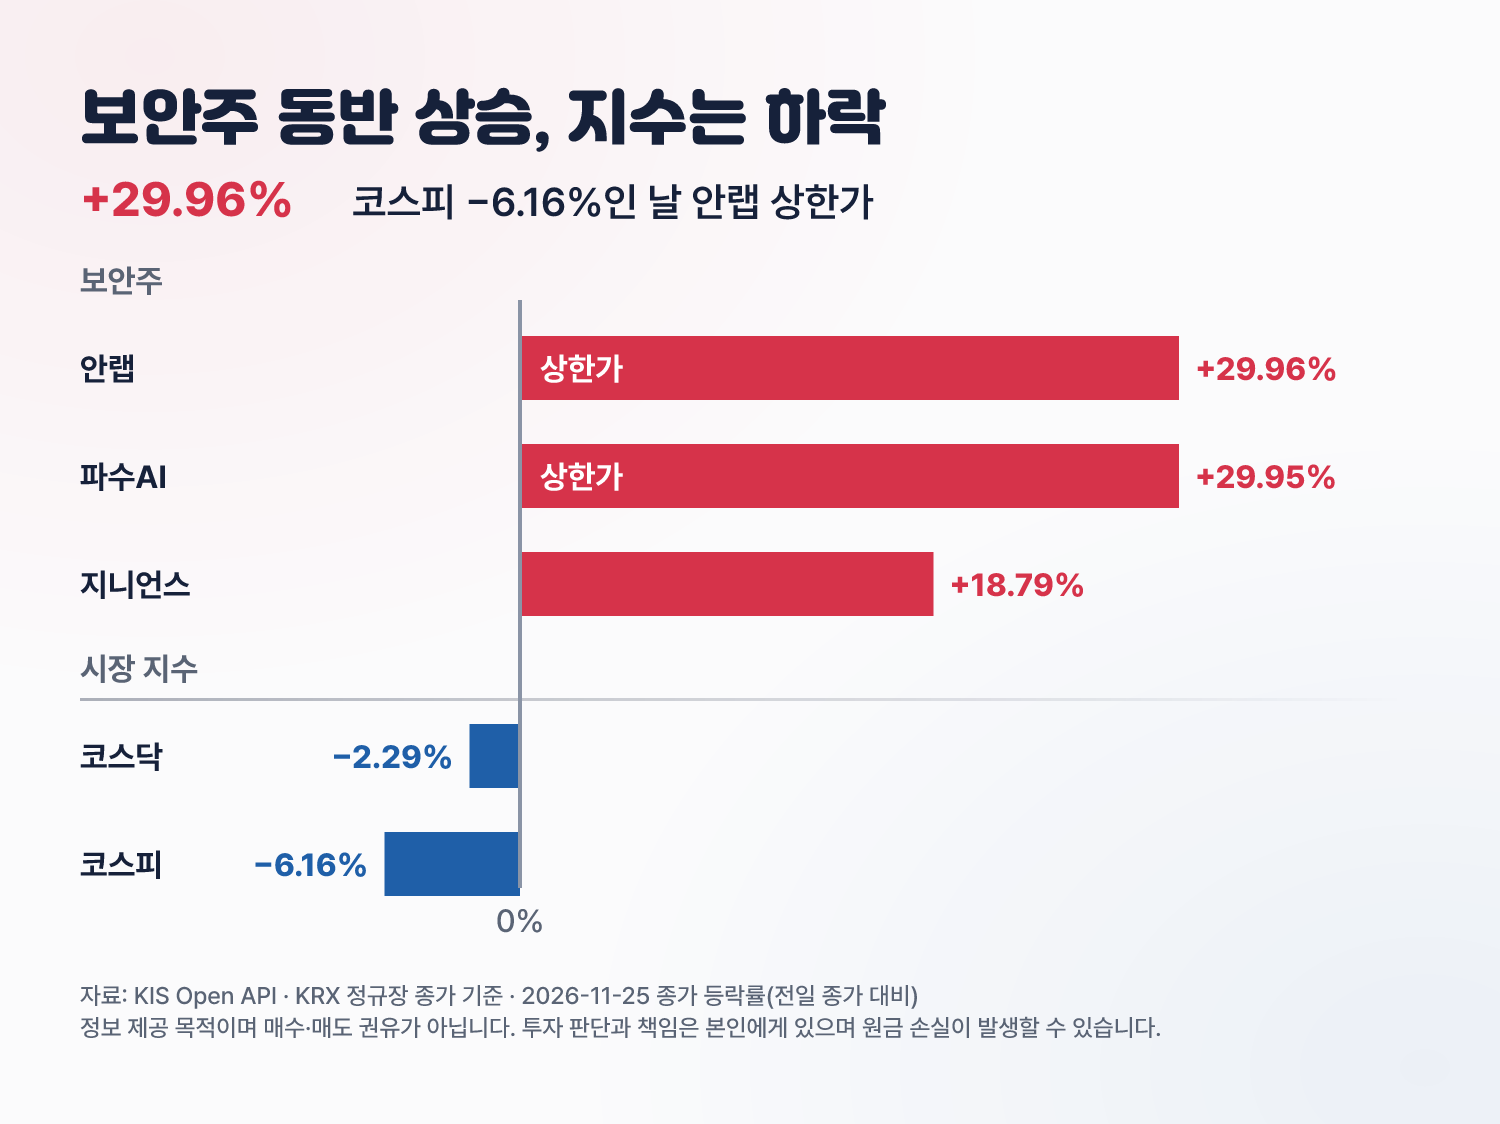 보안주 동반 상승, 지수는 하락
+29.96% 코스피 −6.16%인 날 안랩 상한가
보안주
안랩 상한가 +29.96%
파수AI 상한가 +29.95%
지니언스 +18.79%
시장 지수
코스닥 −2.29%
코스피 −6.16%
0%
자료: KIS Open API · KRX 정규장 종가 기준 · 2026-11-25 종가 등락률(전일 종가 대비)
정보 제공 목적이며 매수·매도 권유가 아닙니다. 투자 판단과 책임은 본인에게 있으며 원금 손실이 발생할 수 있습니다.